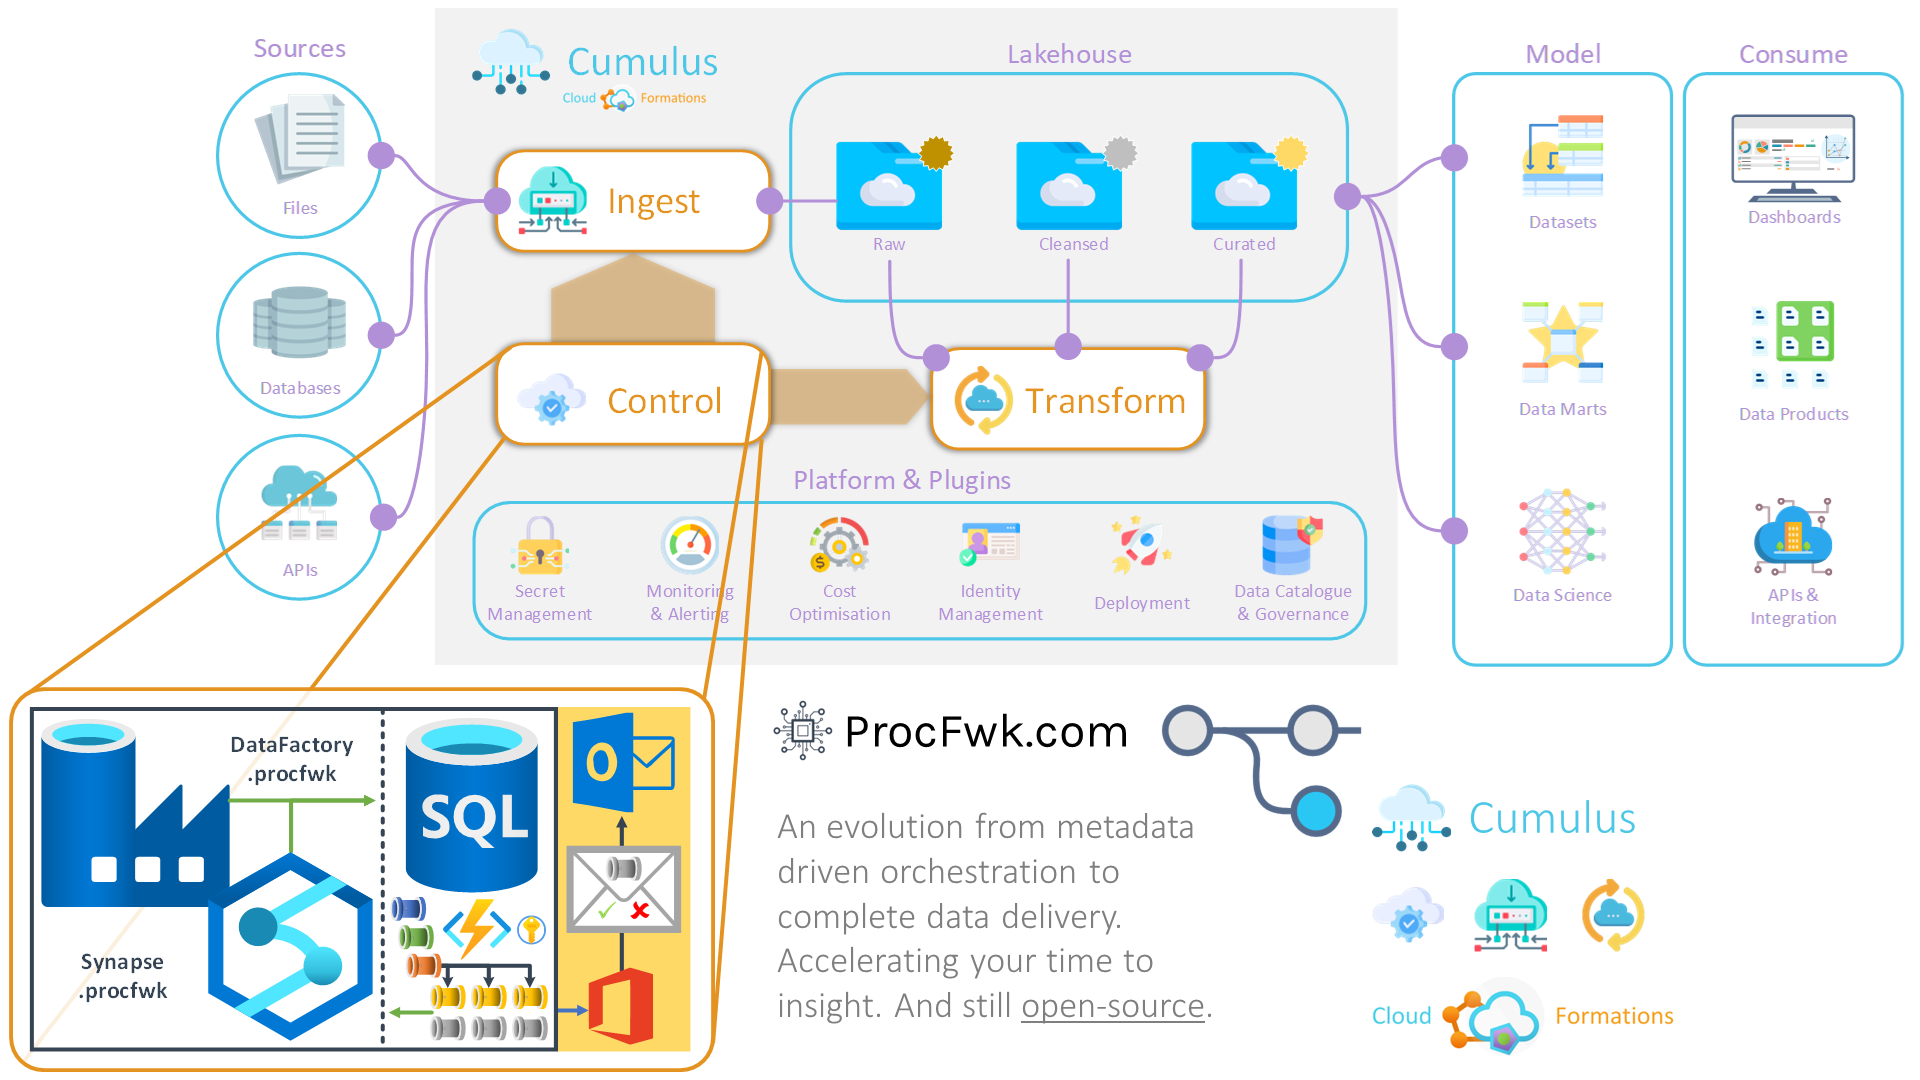 Sources
Files
Databases
APIs
Cumulus
Cloud Formations
Ingest
Control
Transform
Lakehouse
Raw
Cleansed
Curated
Platform & Plugins
Secret
Management
Monitoring
& Alerting
Cost
Optimisation
Identity
Management
Deployment
Data Catalogue
& Governance
Model
Datasets
Data Marts
Data Science
Consume
Dashboards
Data Products
APIs &
Integration
DataFactory
.procfwk
Synapse
.procfwk
SQL
O
ProcFwk.com
An evolution from metadata
driven orchestration to
complete data delivery.
Accelerating your time to
insight. And still open-source.
Cumulus
Cloud Formations